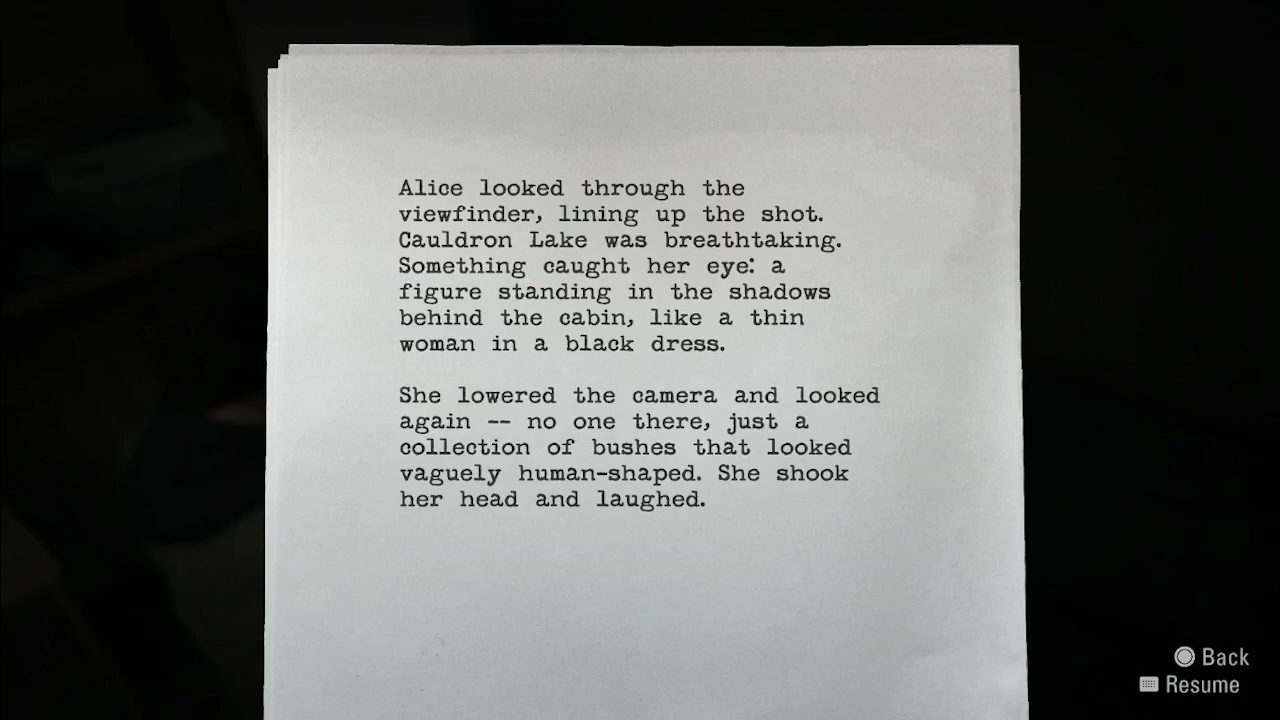 Alice looked through the
viewfinder, lining up the shot.
Cauldron Lake was breathtaking.
Something caught her eye: a
figure standing in the shadows
behind the cabin, like a thin
woman in a black dress.

She lowered the camera and looked
again -- no one there, just a
collection of bushes that looked
vaguely human-shaped. She shook
her head and laughed.

Back
Resume